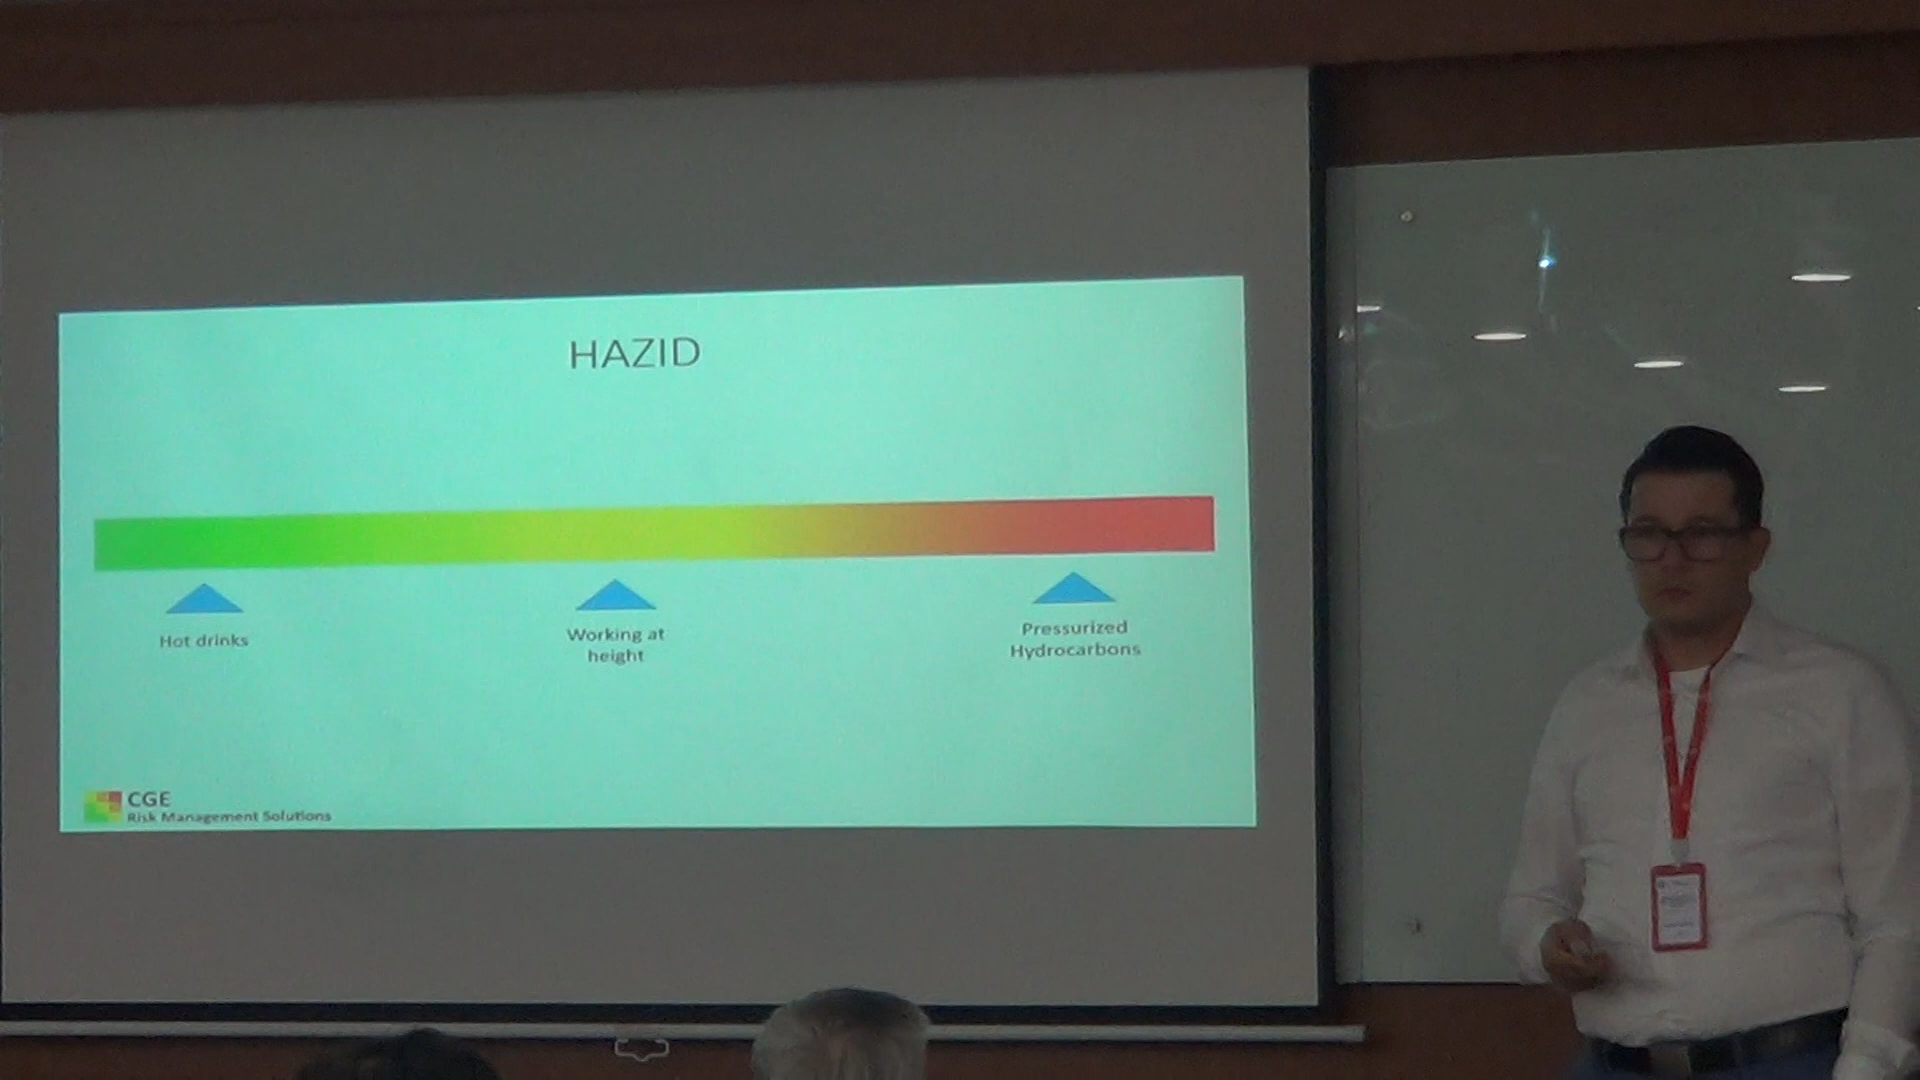 HAZID
Hot drinks
Working at
height
Pressurized
Hydrocarbons
CGE
Risk Management Solutions